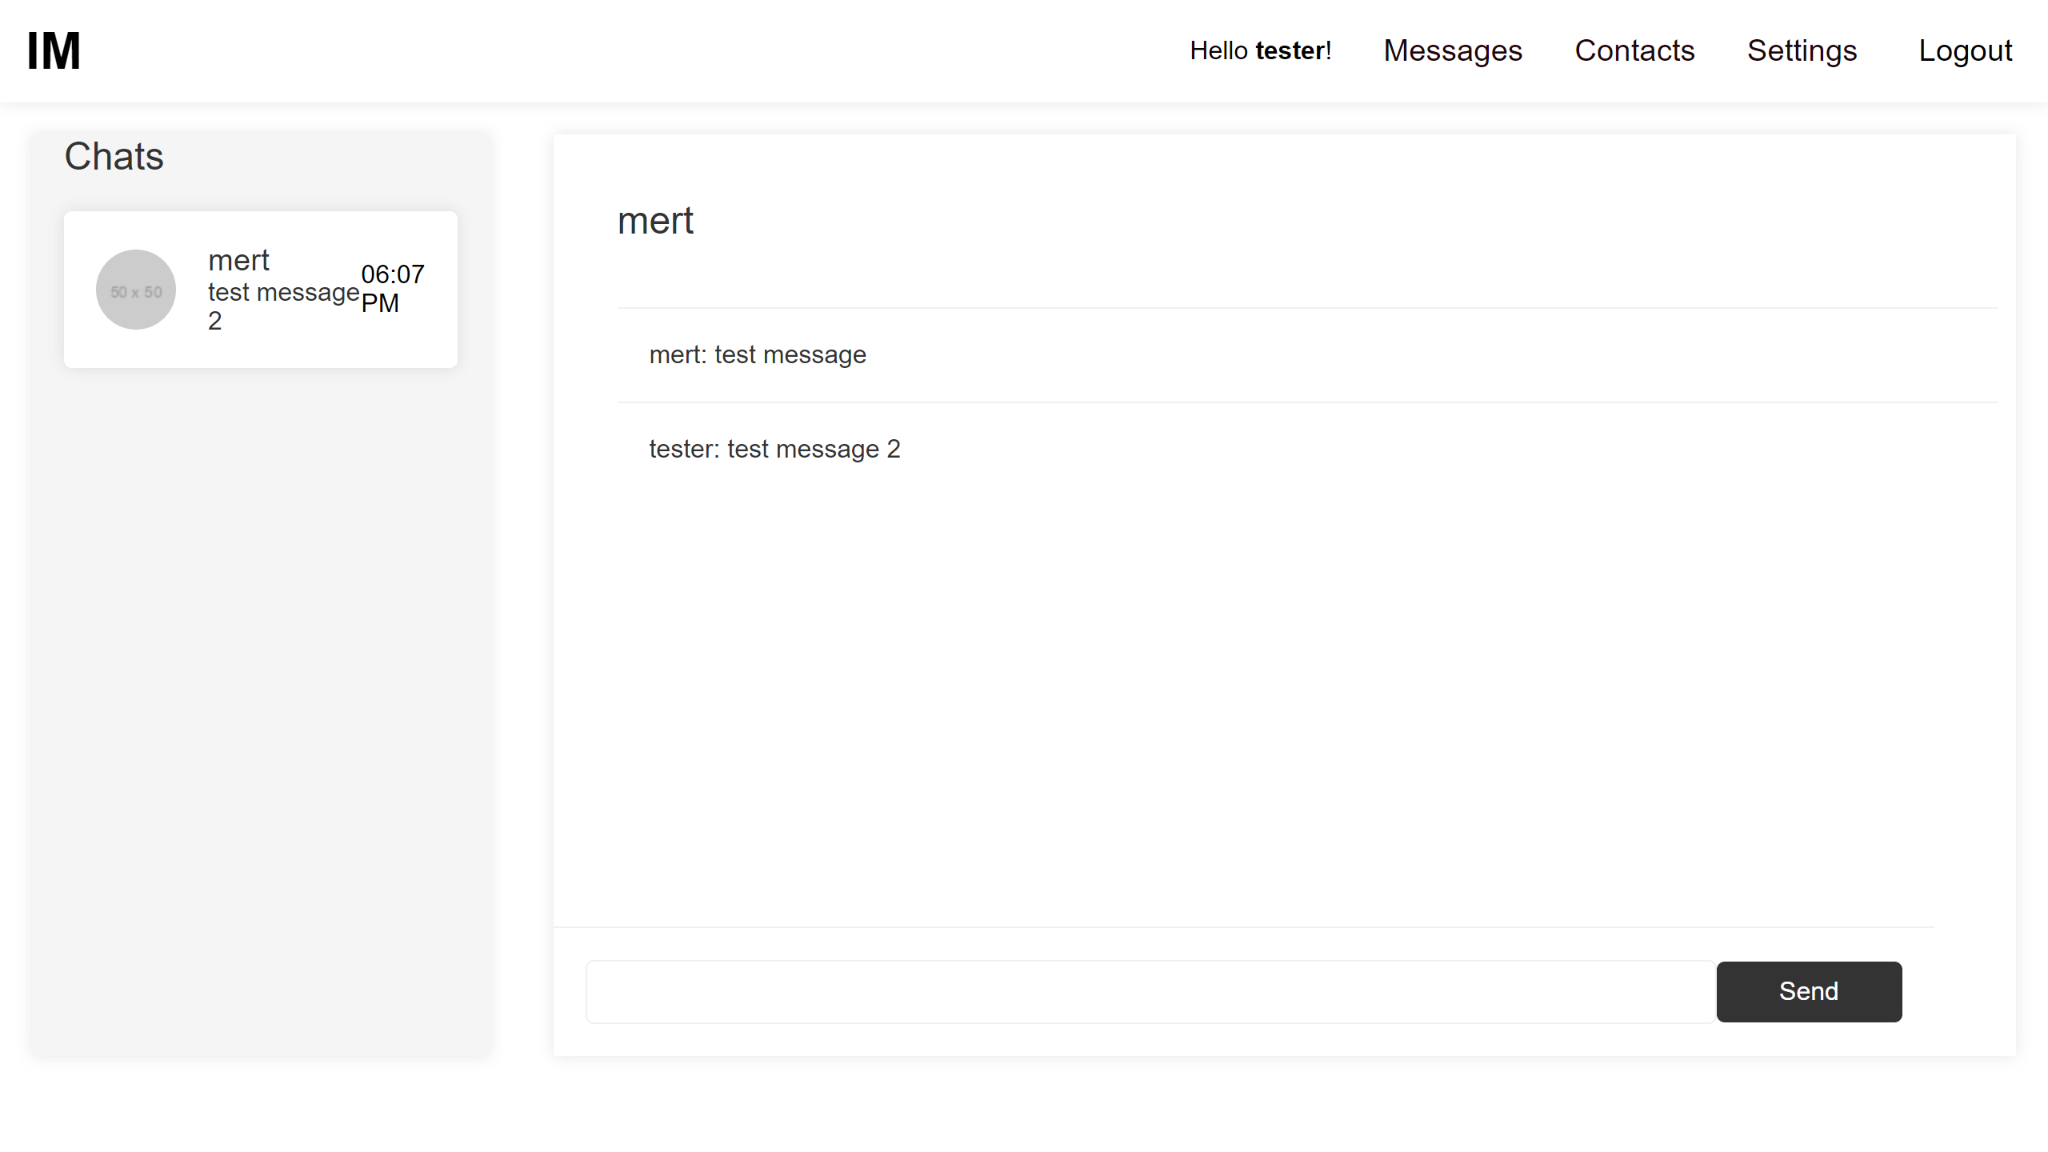 IM
Hello tester!
Messages
Contacts
Settings
Logout
Chats
50 x 50
mert
test message
2
06:07
PM
mert
mert: test message
tester: test message 2
Send